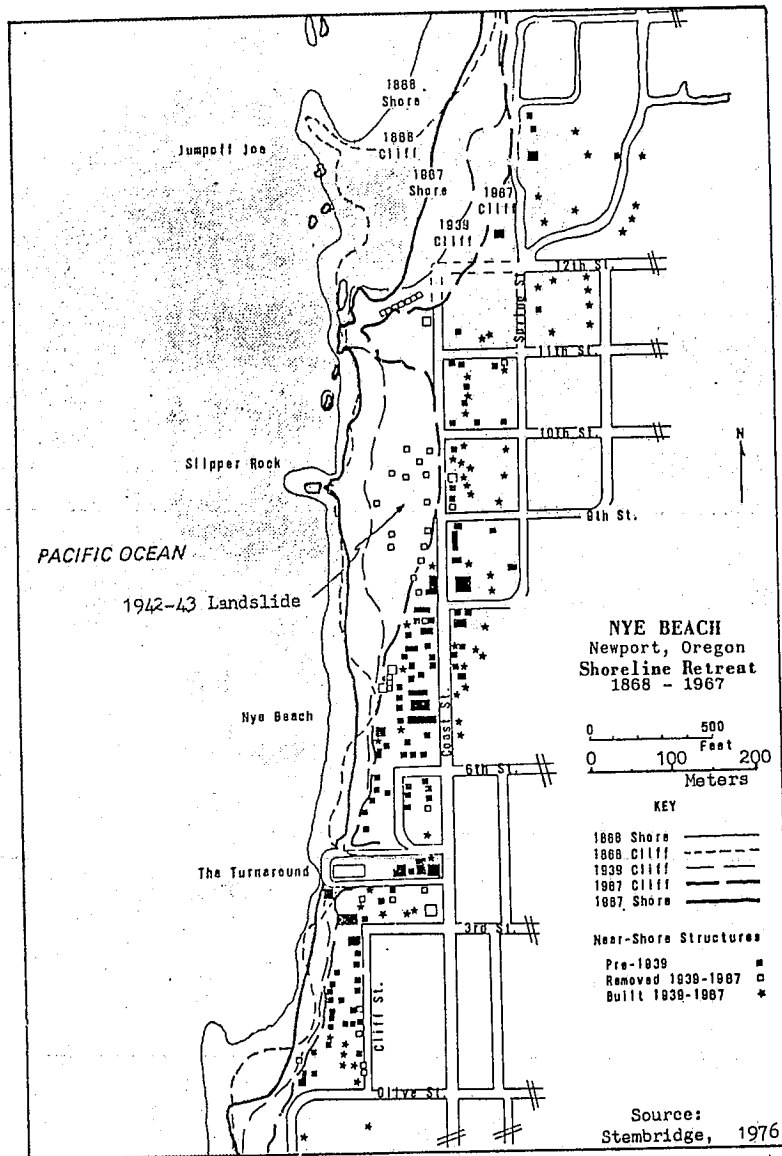 1868
Shore
Jumpoff Joe
1868
Cliff
1967
Shore
1967
Cliff
1939
Cliff
12th St.
Spring St.
11th St.
10th St.
N
Slipper Rock
9th St.
PACIFIC OCEAN
1942-43 Landslide
NYE BEACH
Newport, Oregon
Shoreline Retreat
1868 - 1967
Nye Beach
Coast St.
0 500
Feet
0 100 200
Meters
6th St.
KEY
1868 Shore
1868 Cliff
1939 Cliff
1967 Cliff
1967 Shore
The Turnaround
3rd St.
Near-Shore Structures
Pre-1939
Removed 1939-1967
Built 1939-1967
Cliff St.
Olive St.
Source:
Stembridge, 1976